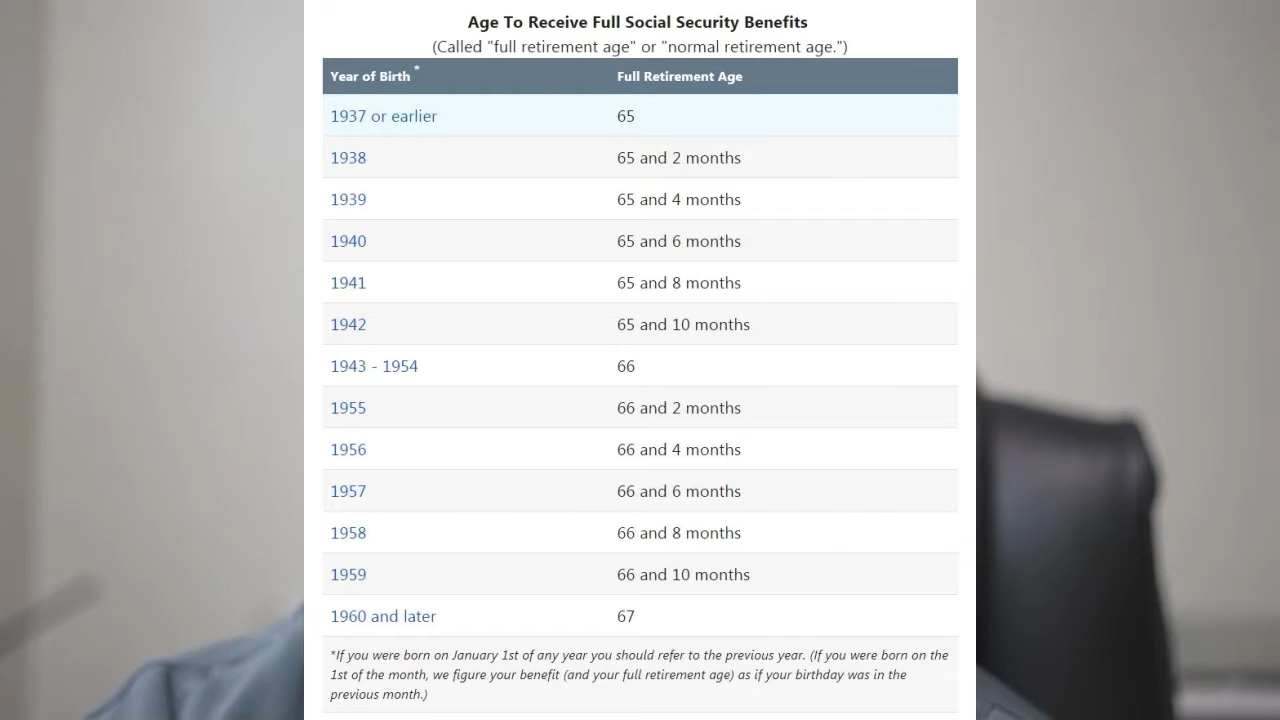 Age To Receive Full Social Security Benefits
(Called "full retirement age" or "normal retirement age.")
Year of Birth * Full Retirement Age
1937 or earlier 65
1938 65 and 2 months
1939 65 and 4 months
1940 65 and 6 months
1941 65 and 8 months
1942 65 and 10 months
1943 - 1954 66
1955 66 and 2 months
1956 66 and 4 months
1957 66 and 6 months
1958 66 and 8 months
1959 66 and 10 months
1960 and later 67
*If you were born on January 1st of any year you should refer to the previous year. (If you were born on the
1st of the month, we figure your benefit (and your full retirement age) as if your birthday was in the
previous month.)